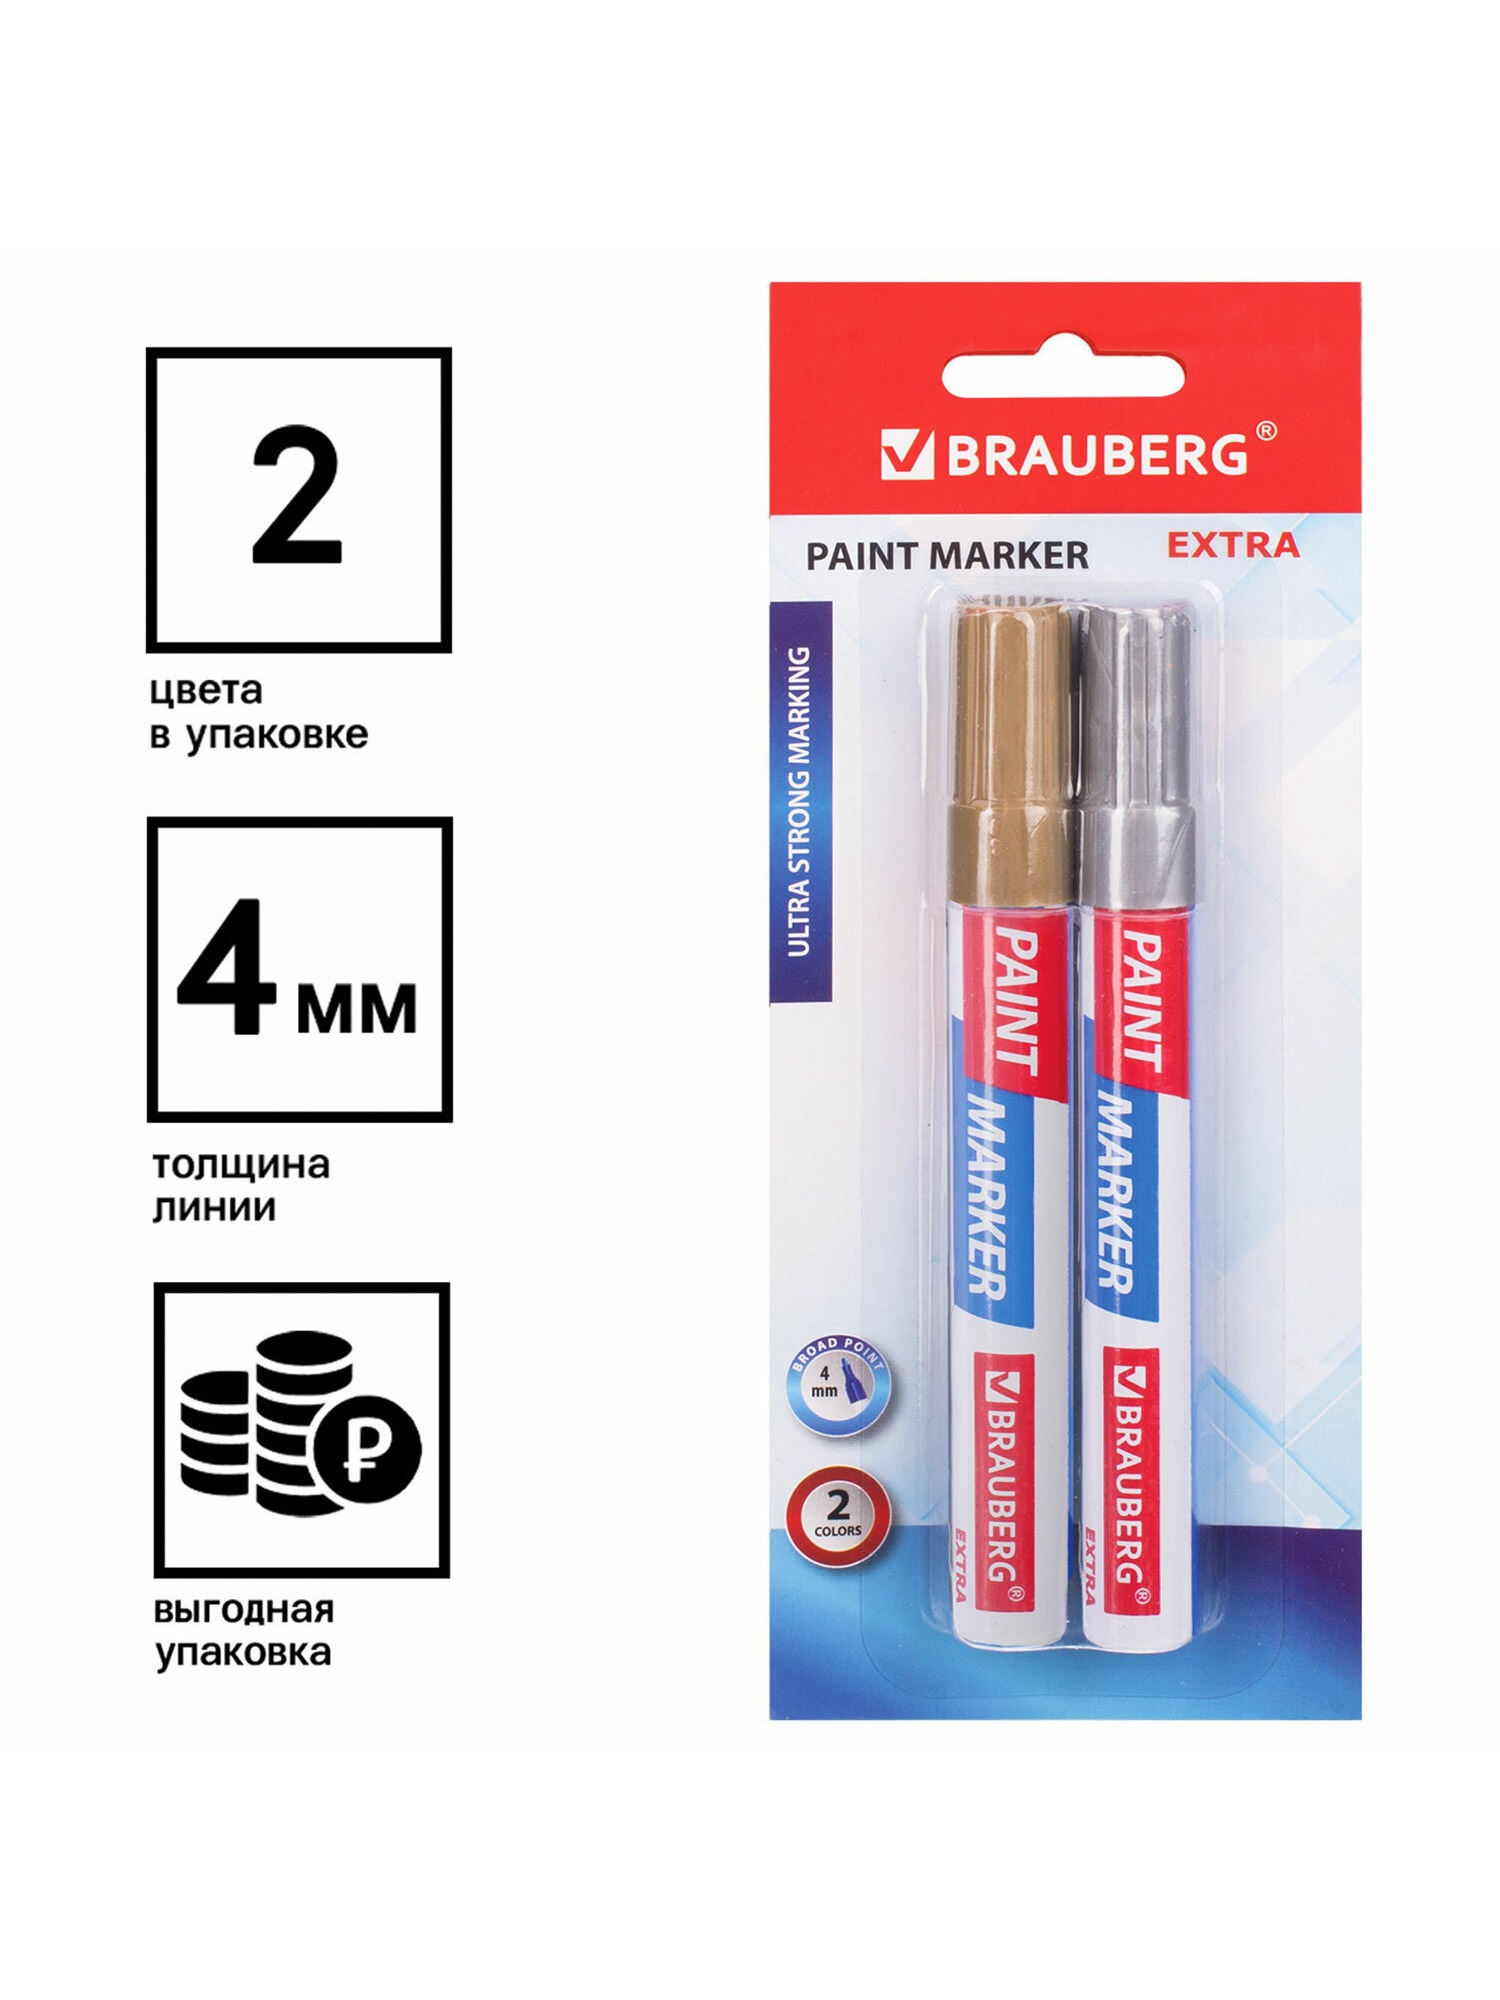 2
цвета
в упаковке
4 мм
толщина
линии
₽
выгодная
упаковка
BRAUBERG®
PAINT MARKER
EXTRA
ULTRA STRONG MARKING
PAINT MARKER
BRAUBERG®
EXTRA
PAINT MARKER
BRAUBERG®
EXTRA
BROAD POINT
4
mm
2
COLORS